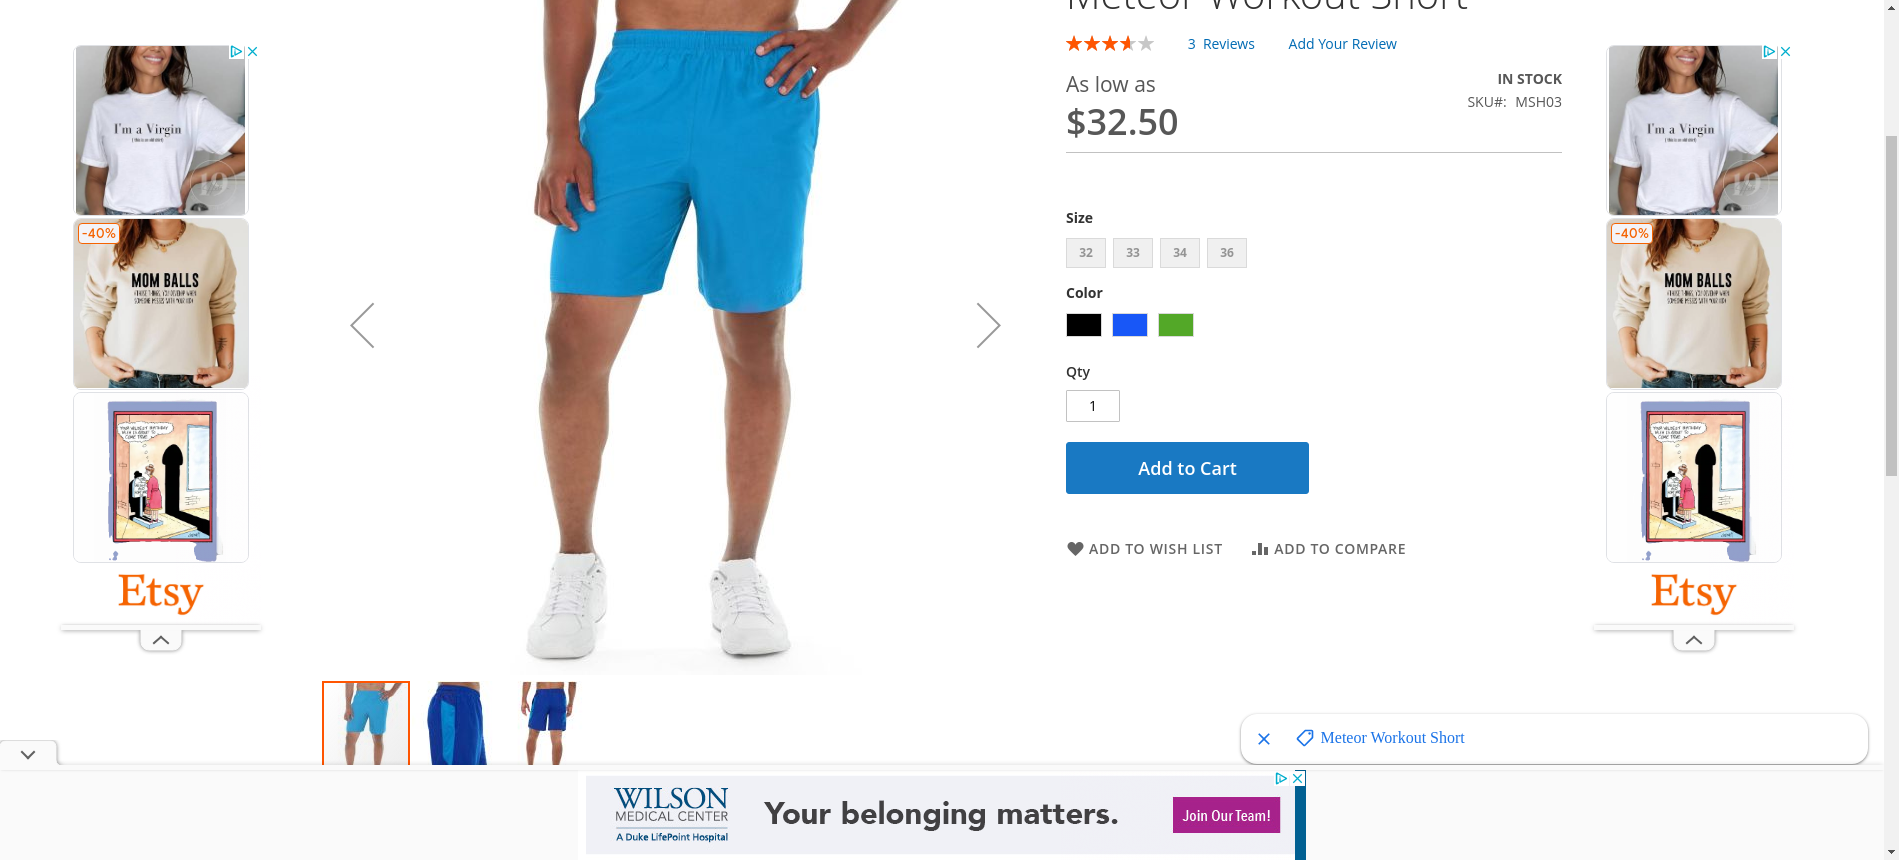 Meteor Workout Short
3 Reviews
Add Your Review
As low as
$32.50
IN STOCK
SKU#: MSH03
Size
32
33
34
36
Color
Qty
1
Add to Cart
ADD TO WISH LIST
ADD TO COMPARE
I'm a Virgin
-40%
MOM BALLS
Etsy
I'm a Virgin
-40%
MOM BALLS
Etsy
Meteor Workout Short
WILSON
MEDICAL CENTER
A Duke LifePoint Hospital
Your belonging matters.
Join Our Team!